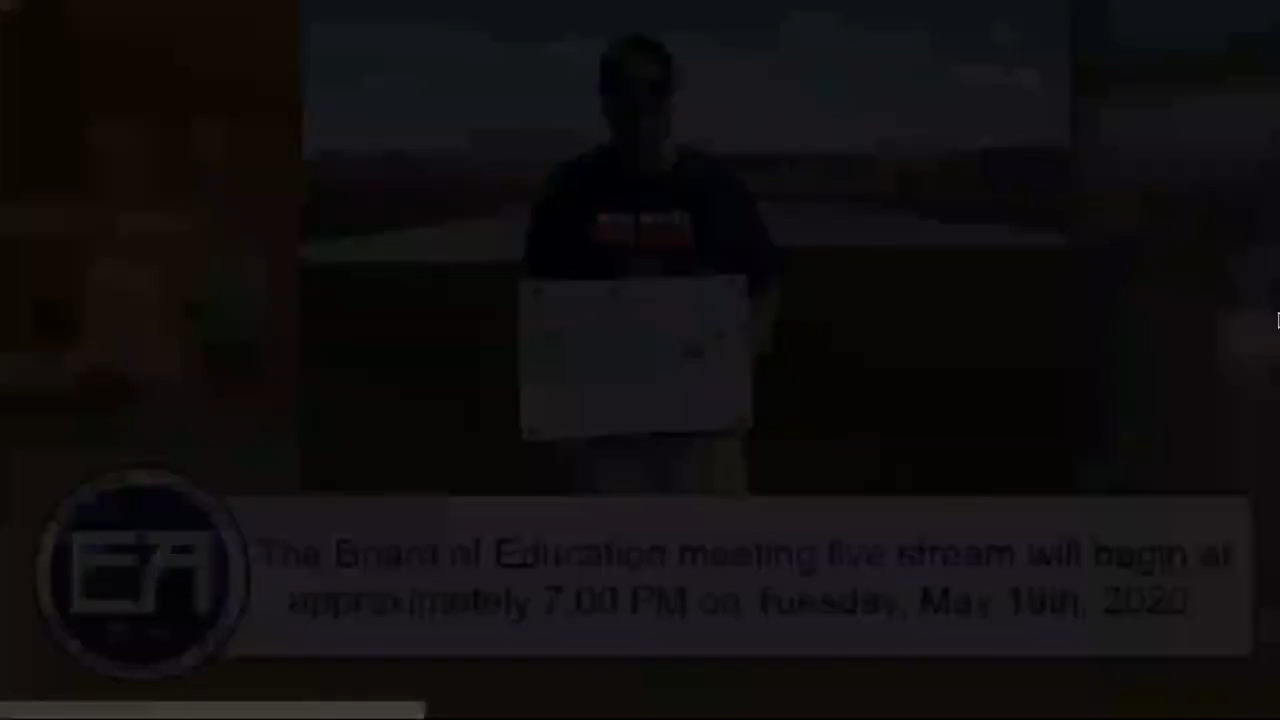 EA
The Board of Education meeting live stream will begin at
approximately 7:00 PM on Tuesday, May 19th, 2020